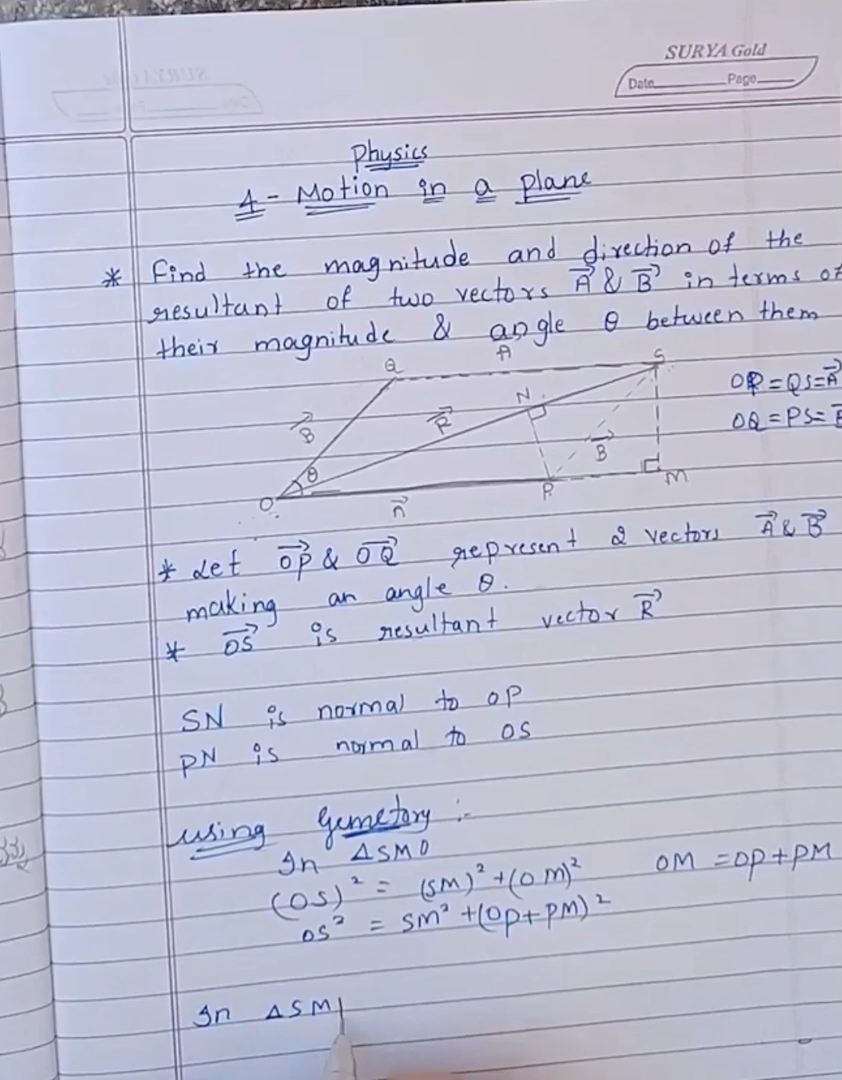 SURYA Gold
Date Page
Physics
4 - Motion in a plane
* Find the magnitude and direction of the
resultant of two vectors A⃗ & B⃗ in terms of
their magnitude & angle θ between them
Q A S
N
B⃗ R⃗ B⃗
θ
O P M
OP = QS = A⃗
OQ = PS = B⃗
* Let OP⃗ & OQ⃗ represent 2 vectors A⃗ & B⃗
making an angle θ.
* OS⃗ is resultant vector R⃗
SN is normal to OP
PN is normal to OS
using Gemetory :-
In ΔSMO
(OS)² = (SM)² + (OM)² OM = OP + PM
OS² = SM² + (OP + PM)²
In ΔSM